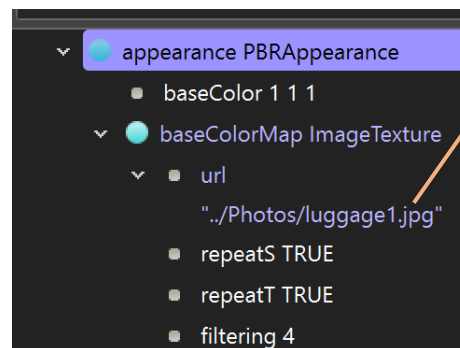 appearance PBRAppearance
baseColor 1 1 1
baseColorMap ImageTexture
url
"../Photos/luggage1.jpg"
repeatS TRUE
repeatT TRUE
filtering 4